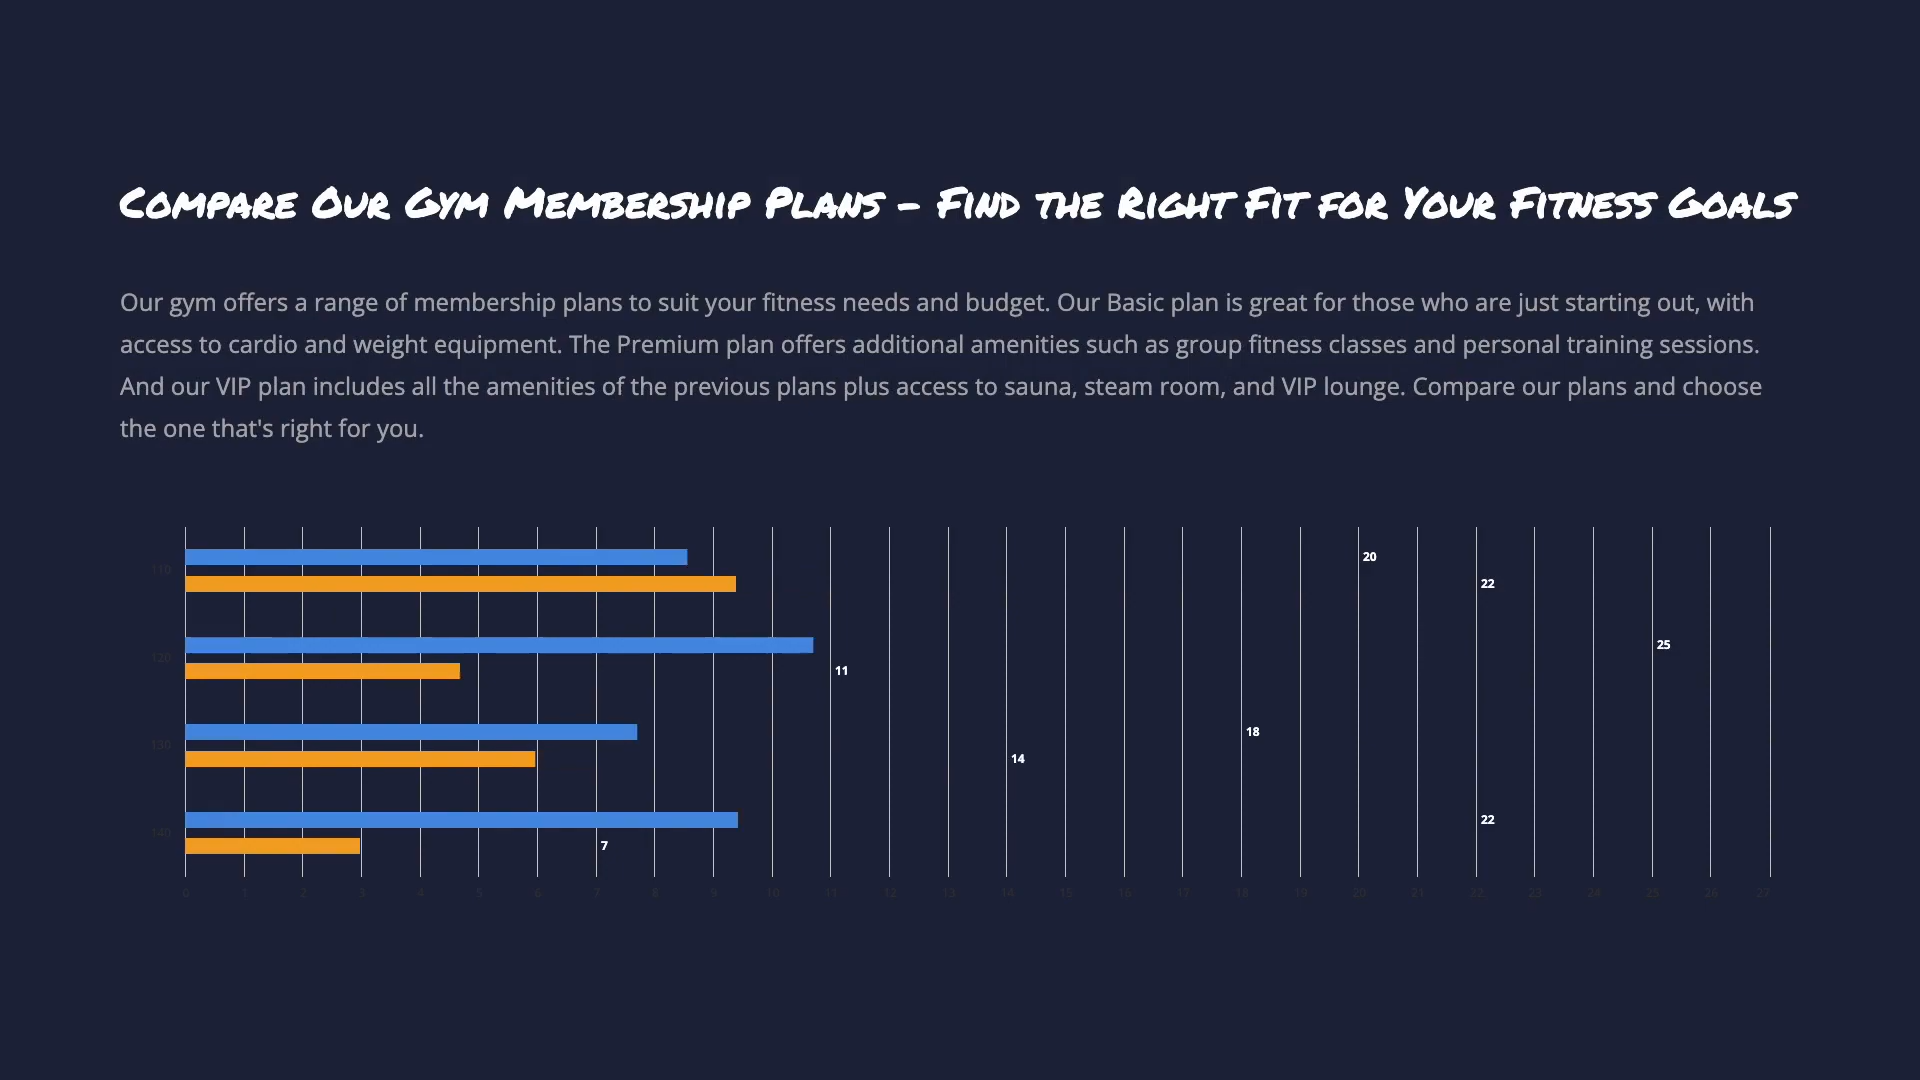 Compare Our Gym Membership Plans - Find the Right Fit for Your Fitness Goals
Our gym offers a range of membership plans to suit your fitness needs and budget. Our Basic plan is great for those who are just starting out, with
access to cardio and weight equipment. The Premium plan offers additional amenities such as group fitness classes and personal training sessions.
And our VIP plan includes all the amenities of the previous plans plus access to sauna, steam room, and VIP lounge. Compare our plans and choose
the one that's right for you.
110
20
22
120
25
11
130
18
14
140
22
7
0 1 2 3 4 5 6 7 8 9 10 11 12 13 14 15 16 17 18 19 20 21 22 23 24 25 26 27